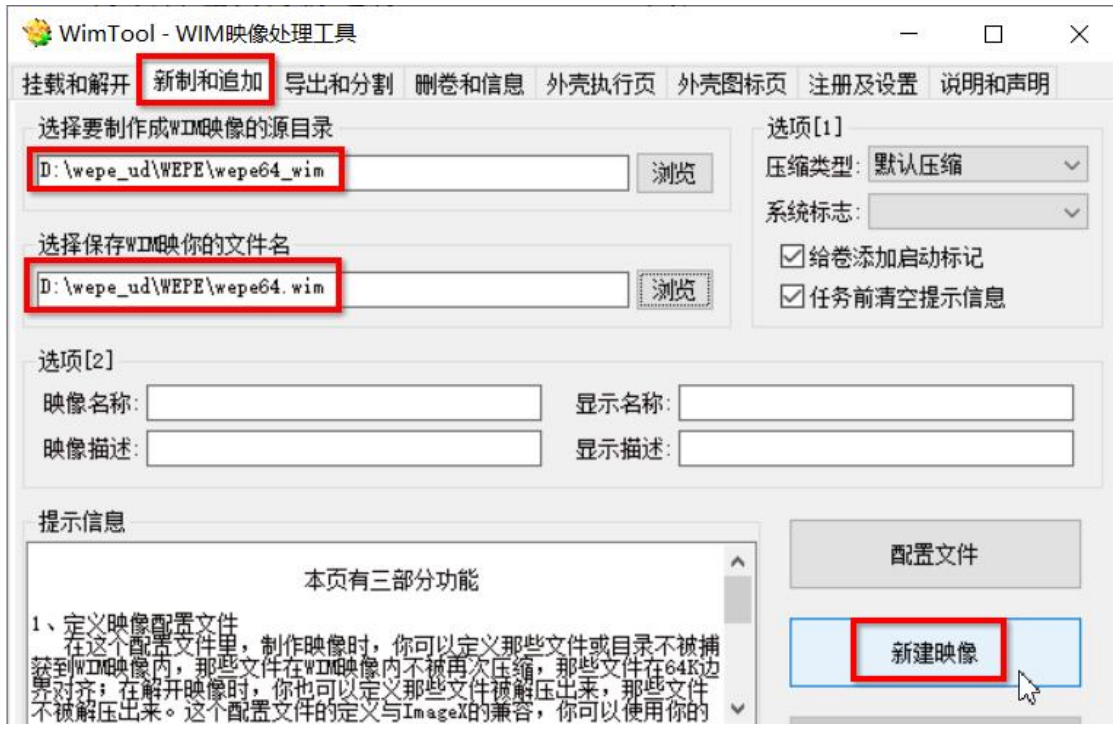 WimTool - WIM映像处理工具
挂载和解开 新制和追加 导出和分割 删卷和信息 外壳执行页 外壳图标页 注册及设置 说明和声明
选择要制作成WIM映像的源目录
D:\wepe_ud\WEPE\wepe64_wim
浏览
选择保存WIM映你的文件名
D:\wepe_ud\WEPE\wepe64.wim
浏览
选项[1]
压缩类型: 默认压缩
系统标志:
给卷添加启动标记
任务前清空提示信息
选项[2]
映像名称:
显示名称:
映像描述:
显示描述:
提示信息
本页有三部分功能
1、定义映像配置文件
在这个配置文件里，制作映像时，你可以定义那些文件或目录不被捕
获到WIM映像内，那些文件在WIM映像内不被再次压缩，那些文件在64K边
界对齐；在解开映像时，你也可以定义那些文件被解压出来，那些文件
不被解压出来。这个配置文件的定义与ImageX的兼容，你可以使用你的
配置文件
新建映像